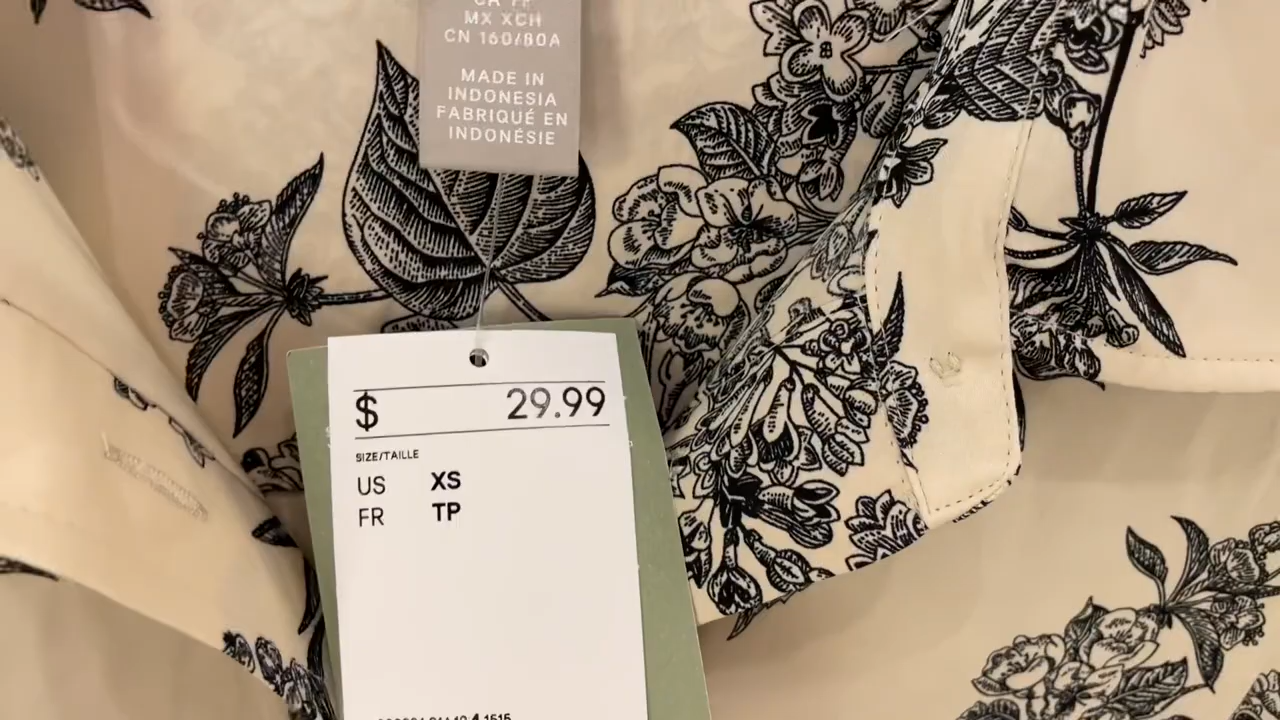 MX XCH
CN 160/80A
MADE IN
INDONESIA
FABRIQUÉ EN
INDONÉSIE
$ 29.99
SIZE/TAILLE
US XS
FR TP